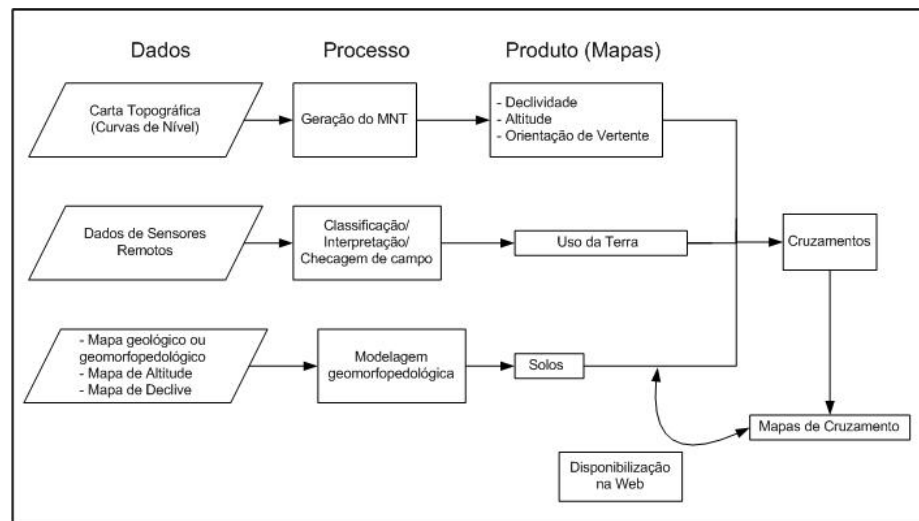 Dados
Processo
Produto (Mapas)
Carta Topográfica
(Curvas de Nível)
Geração do MNT
- Declividade
- Altitude
- Orientação de Vertente
Dados de Sensores
Remotos
Classificação/
Interpretação/
Checagem de campo
Uso da Terra
Cruzamentos
- Mapa geológico ou
geomorfopedológico
- Mapa de Altitude
- Mapa de Declive
Modelagem
geomorfopedológica
Solos
Mapas de Cruzamento
Disponibilização
na Web